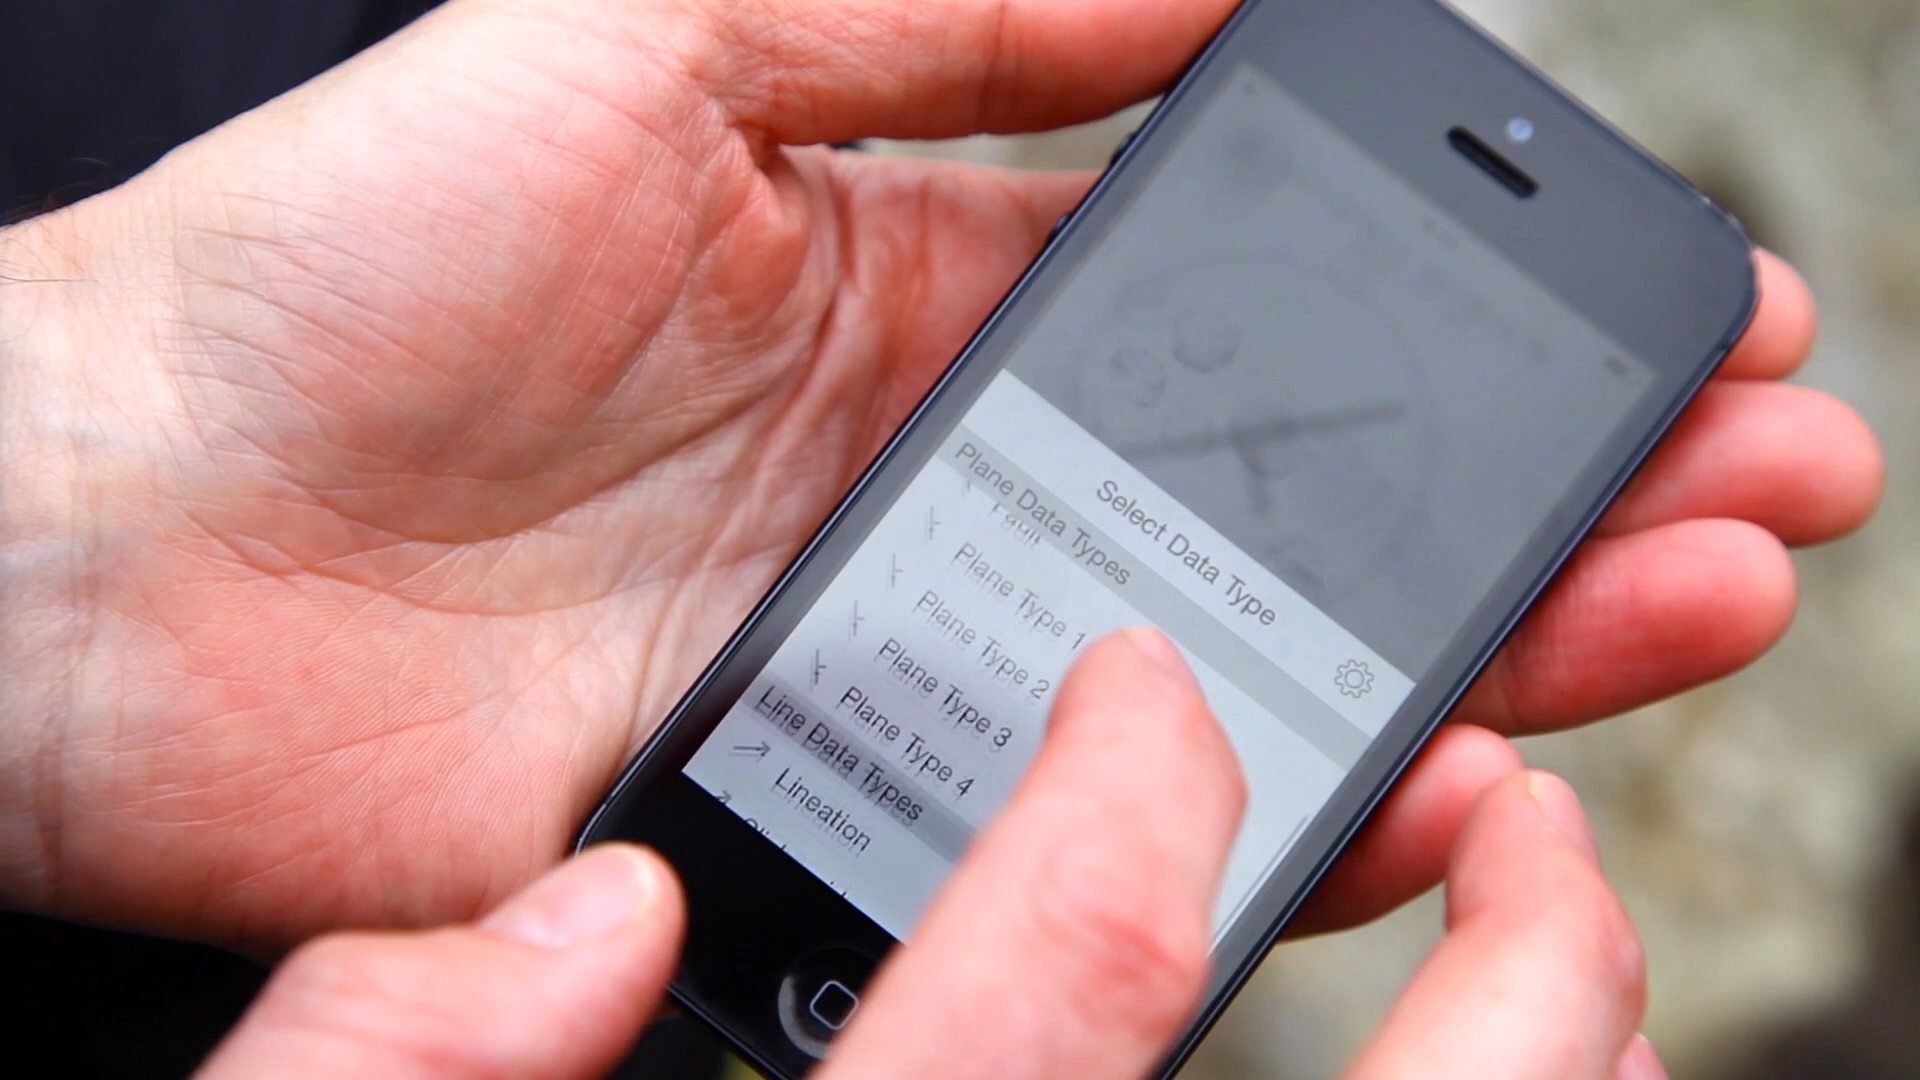 Select Data Type
Plane Data Types
Fault
Plane Type 1
Plane Type 2
Plane Type 3
Plane Type 4
Line Data Types
Lineation